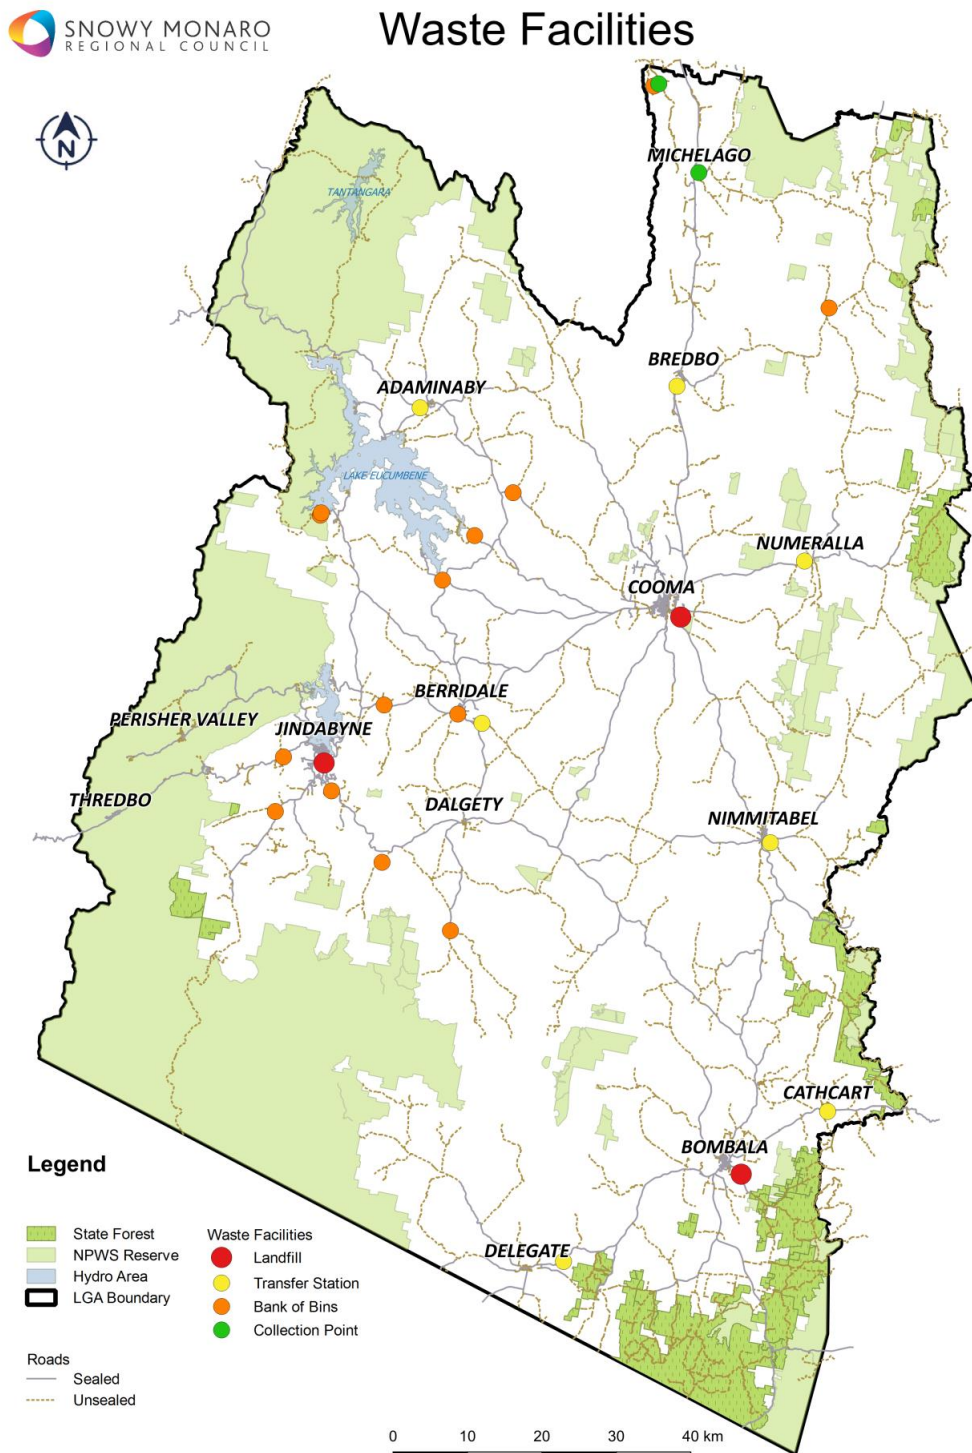 SNOWY MONARO
REGIONAL COUNCIL
Waste Facilities
N
MICHELAGO
TANTANGARA
BREDBO
ADAMINABY
LAKE EUCUMBENE
NUMERALLA
COOMA
BERRIDALE
PERISHER VALLEY
JINDABYNE
THREDBO
DALGETY
NIMMITABEL
CATHCART
BOMBALA
DELEGATE
Legend
State Forest
NPWS Reserve
Hydro Area
LGA Boundary
Waste Facilities
Landfill
Transfer Station
Bank of Bins
Collection Point
Roads
Sealed
Unsealed
0 10 20 30 40 km